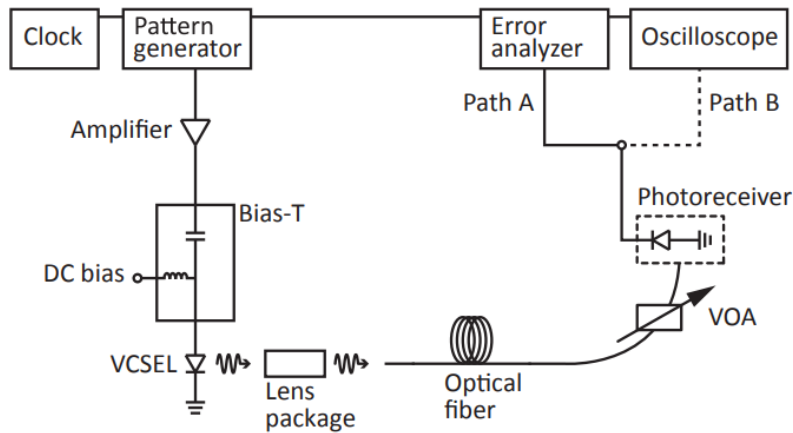 Clock
Pattern
generator
Error
analyzer
Oscilloscope
Path A
Path B
Amplifier
Photoreceiver
Bias-T
DC bias
VOA
VCSEL
Lens
package
Optical
fiber